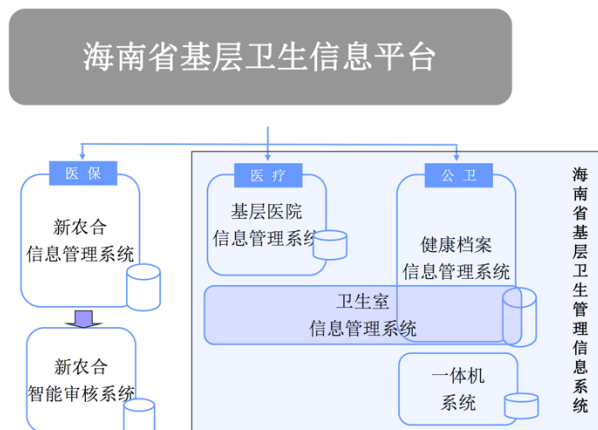 海南省基层卫生信息平台
医保
医疗
公卫
新农合
信息管理系统
基层医院
信息管理系统
健康档案
信息管理系统
卫生室
信息管理系统
新农合
智能审核系统
一体机
系统
海南省基层卫生管理信息系统